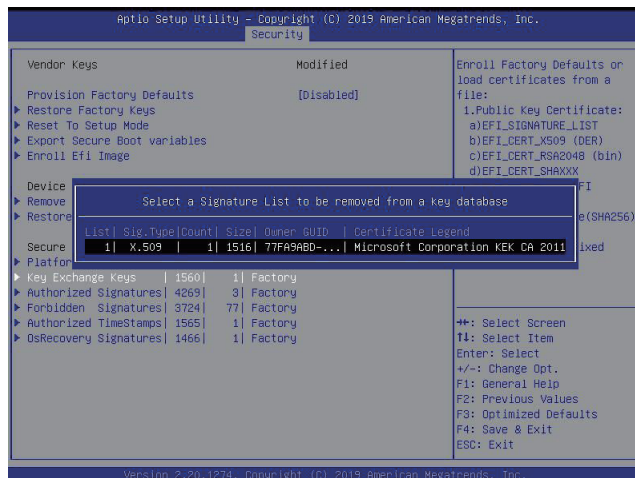 Aptio Setup Utility – Copyright (C) 2019 American Megatrends, Inc.
Security
Vendor Keys Modified
Provision Factory Defaults [Disabled]
Restore Factory Keys
Reset To Setup Mode
Export Secure Boot variables
Enroll Efi Image
Device
Remove
Restore
Secure
Platfor
Key Exchange Keys | 1560| 1| Factory
Authorized Signatures| 4269| 3| Factory
Forbidden Signatures| 3724| 77| Factory
Authorized TimeStamps| 1565| 1| Factory
OsRecovery Signatures| 1466| 1| Factory
Select a Signature List to be removed from a key database
List| Sig.Type|Count| Size| Owner GUID | Certificate Legend
1| X.509 | 1| 1516| 77FA9ABD-...| Microsoft Corporation KEK CA 2011
Enroll Factory Defaults or
load certificates from a
file:
1.Public Key Certificate:
a)EFI_SIGNATURE_LIST
b)EFI_CERT_X509 (DER)
c)EFI_CERT_RSA2048 (bin)
d)EFI_CERT_SHAXXX
FI
e(SHA256)
ixed
→←: Select Screen
↑↓: Select Item
Enter: Select
+/-: Change Opt.
F1: General Help
F2: Previous Values
F3: Optimized Defaults
F4: Save & Exit
ESC: Exit
Version 2.20.1274. Copyright (C) 2019 American Megatrends, Inc.